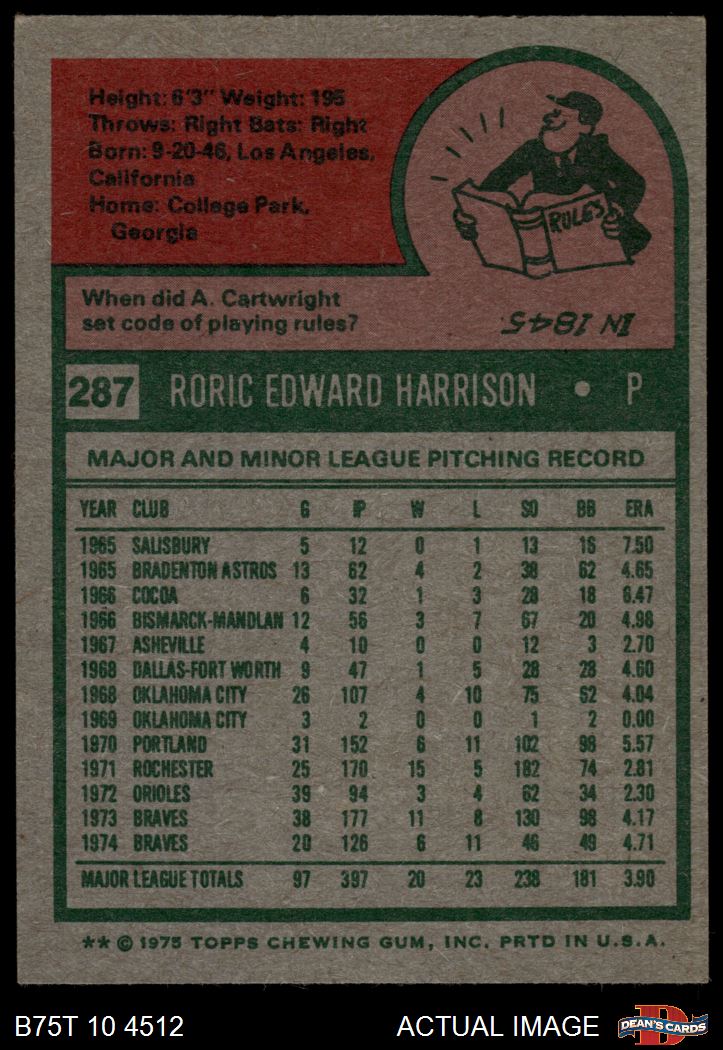 Height: 6'3" Weight: 195
Throws: Right Bats: Right
Born: 9-20-46, Los Angeles,
California
Home: College Park,
Georgia
RULES
When did A. Cartwright
set code of playing rules?
IN 1845.
287 RORIC EDWARD HARRISON • P
MAJOR AND MINOR LEAGUE PITCHING RECORD
YEAR CLUB G IP W L SO BB ERA
1965 SALISBURY 5 12 0 1 13 16 7.50
1965 BRADENTON ASTROS 13 62 4 2 38 62 4.65
1966 COCOA 6 32 1 3 28 18 6.47
1966 BISMARCK-MANDLAN 12 56 3 7 67 20 4.98
1967 ASHEVILLE 4 10 0 0 12 3 2.70
1968 DALLAS-FORT WORTH 9 47 1 5 28 28 4.60
1968 OKLAHOMA CITY 26 107 4 10 75 62 4.04
1969 OKLAHOMA CITY 3 2 0 0 1 2 0.00
1970 PORTLAND 31 152 6 11 102 98 5.57
1971 ROCHESTER 25 170 15 5 182 74 2.81
1972 ORIOLES 39 94 3 4 62 34 2.30
1973 BRAVES 38 177 11 8 130 98 4.17
1974 BRAVES 20 126 6 11 46 49 4.71
MAJOR LEAGUE TOTALS 97 397 20 23 238 181 3.90
** © 1975 TOPPS CHEWING GUM, INC. PRTD IN U.S.A.
B75T 10 4512 ACTUAL IMAGE
D
DEAN'S CARDS